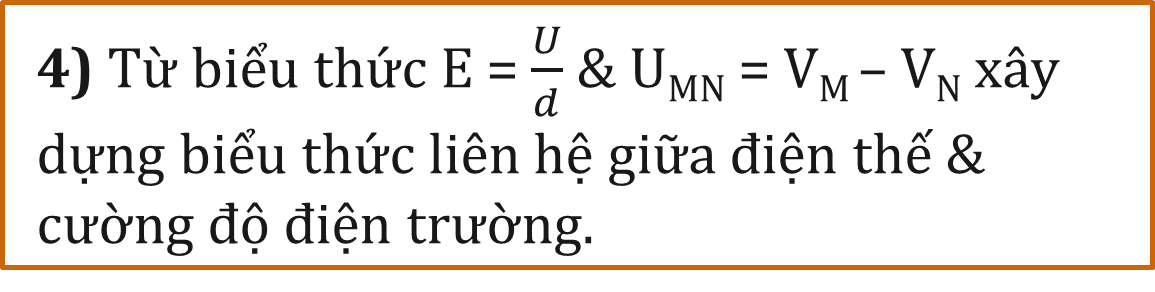 4) Từ biểu thức E = U/d & U_MN = V_M – V_N xây
dựng biểu thức liên hệ giữa điện thế &
cường độ điện trường.